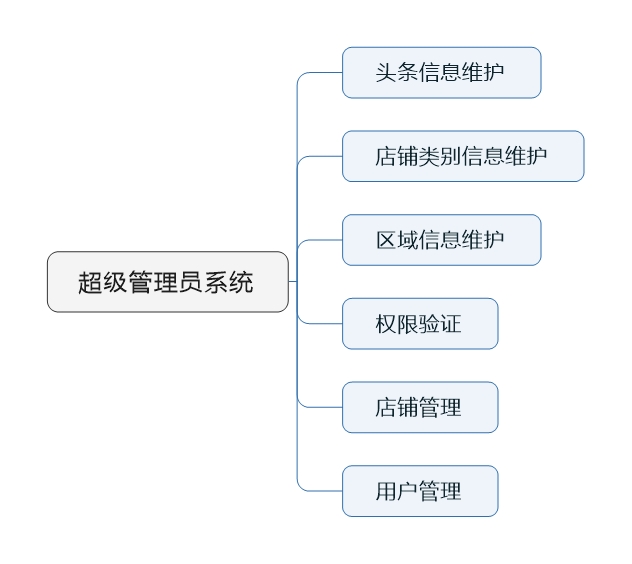 头条信息维护
店铺类别信息维护
区域信息维护
超级管理员系统
权限验证
店铺管理
用户管理